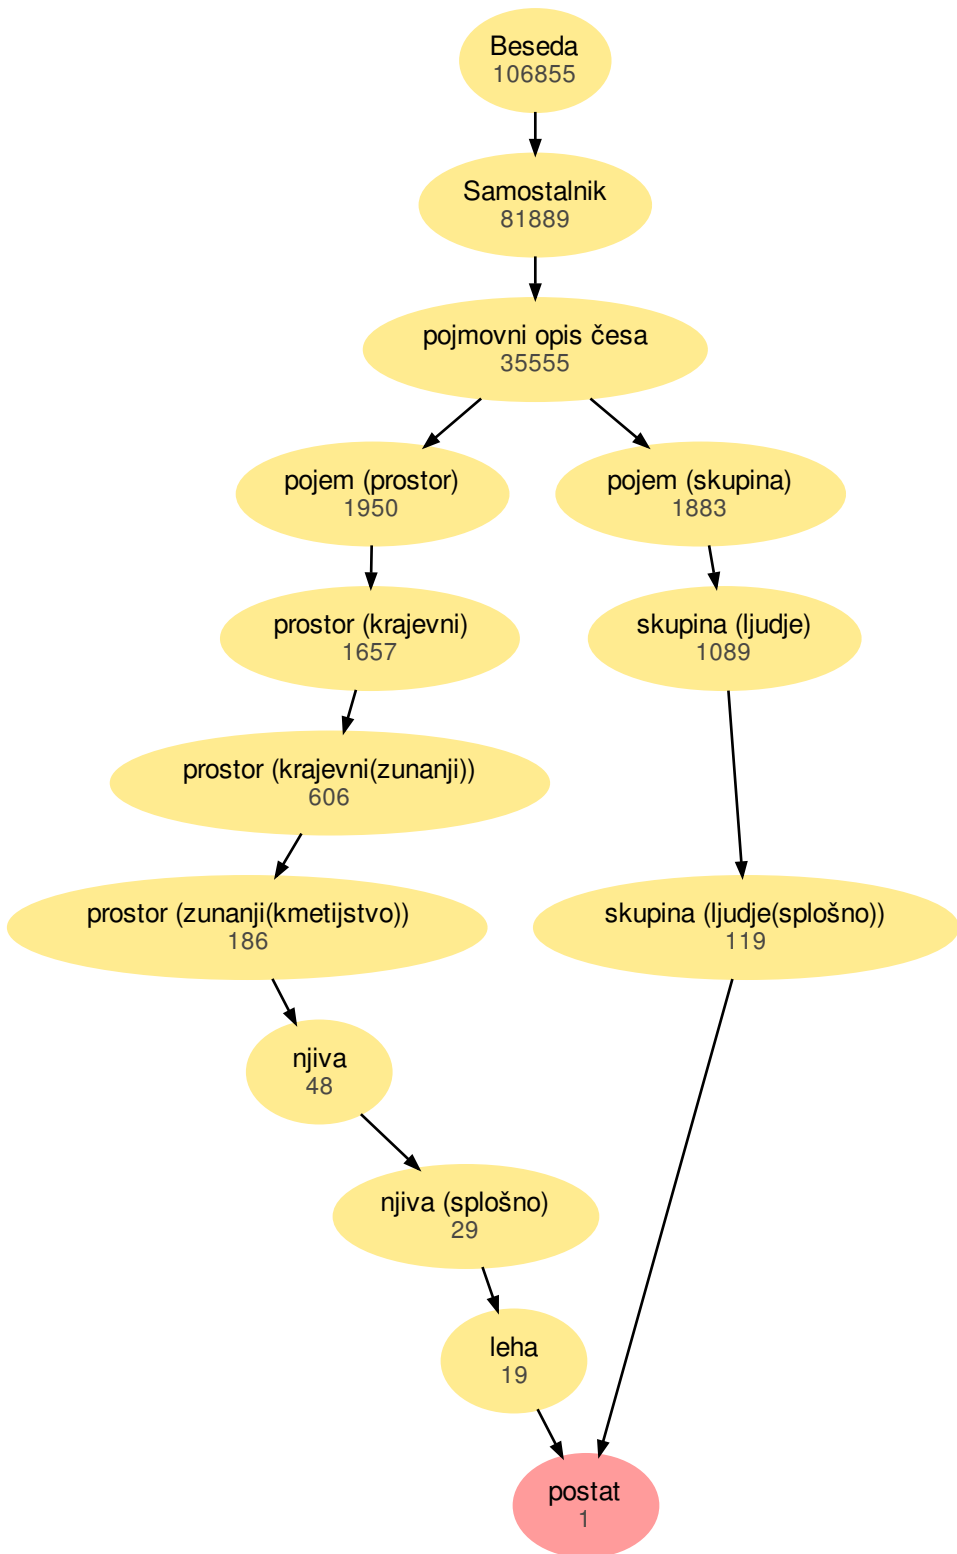 Beseda
106855
Samostalnik
81889
pojmovni opis česa
35555
pojem (prostor)
1950
pojem (skupina)
1883
prostor (krajevni)
1657
skupina (ljudje)
1089
prostor (krajevni(zunanji))
606
prostor (zunanji(kmetijstvo))
186
skupina (ljudje(splošno))
119
njiva
48
njiva (splošno)
29
leha
19
postat
1